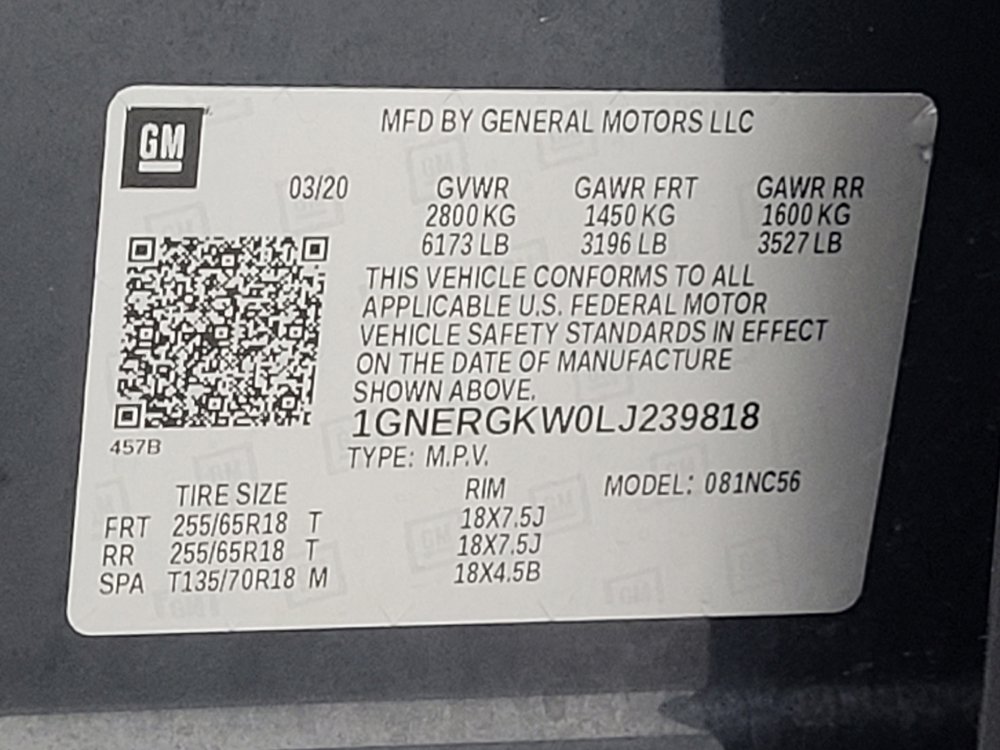 GM
MFD BY GENERAL MOTORS LLC
03/20 GVWR GAWR FRT GAWR RR
2800 KG 1450 KG 1600 KG
6173 LB 3196 LB 3527 LB
THIS VEHICLE CONFORMS TO ALL
APPLICABLE U.S. FEDERAL MOTOR
VEHICLE SAFETY STANDARDS IN EFFECT
ON THE DATE OF MANUFACTURE
SHOWN ABOVE.
1GNERGKW0LJ239818
457B
TYPE: M.P.V.
TIRE SIZE RIM MODEL: 081NC56
FRT 255/65R18 T 18X7.5J
RR 255/65R18 T 18X7.5J
SPA T135/70R18 M 18X4.5B